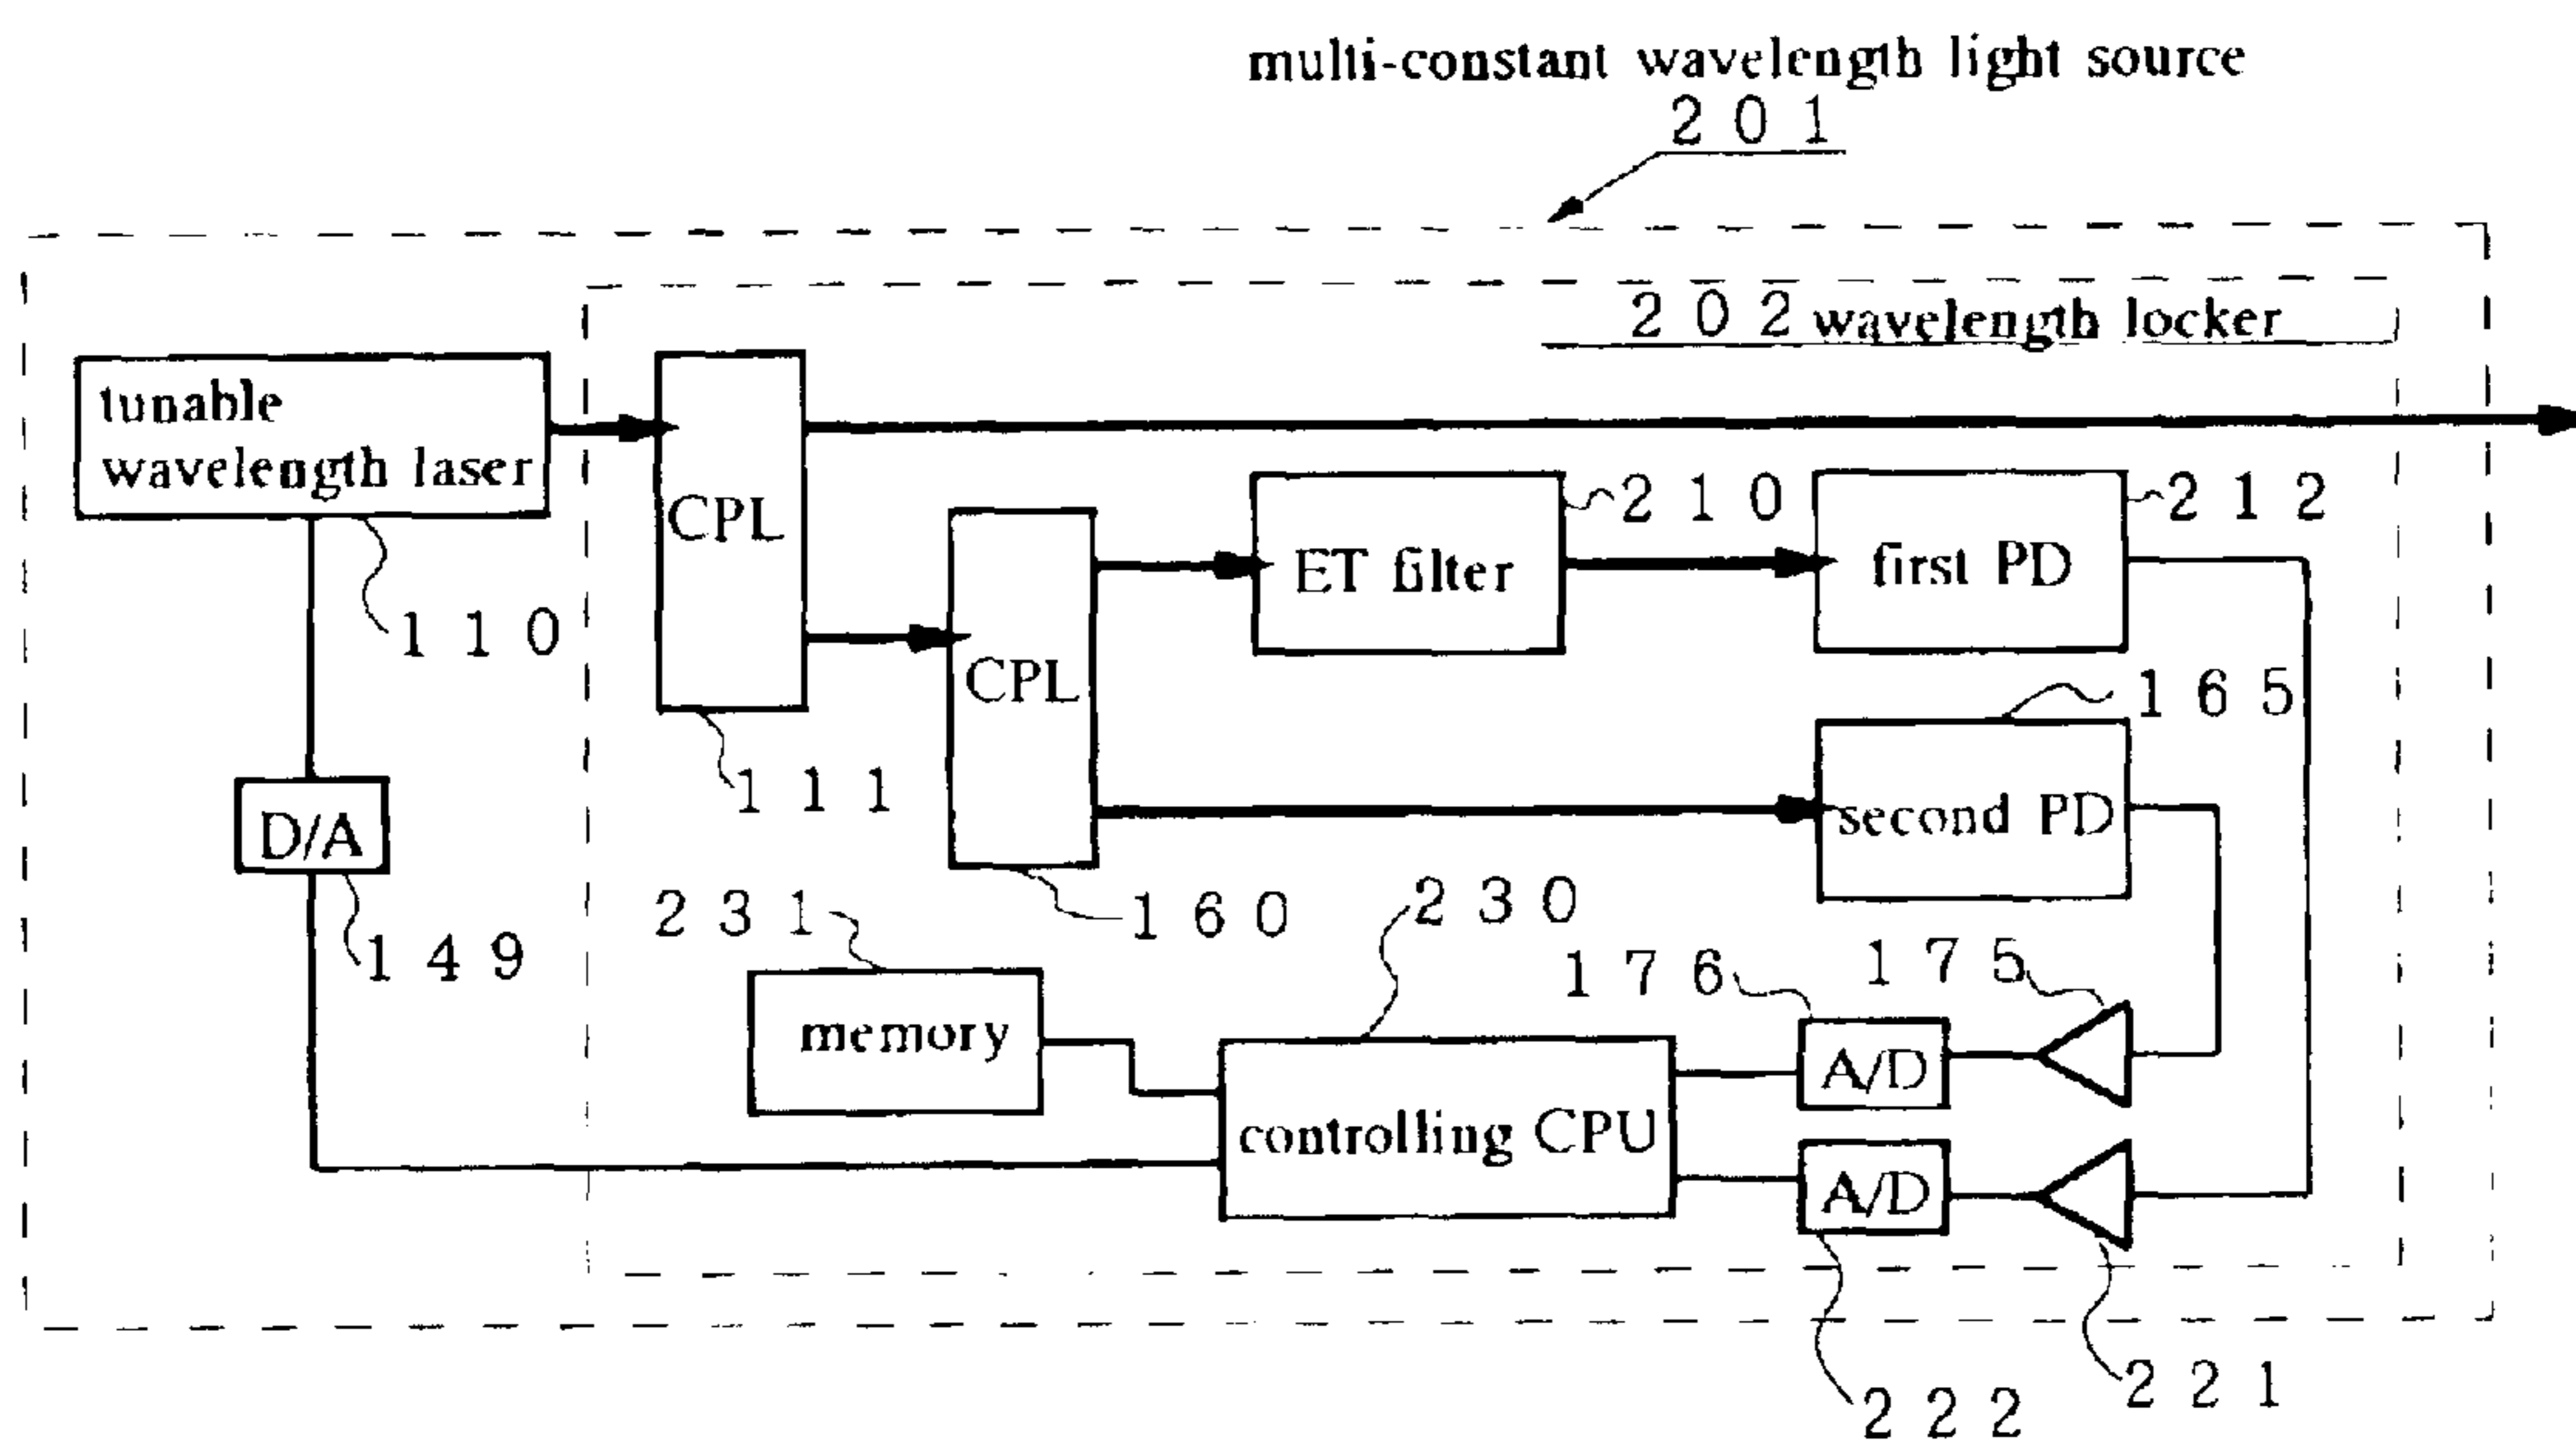 multi-constant wavelength light source
2 0 1
2 0 2 wavelength locker
tunable
wavelength laser
CPL
2 1 0
2 1 2
ET filter
first PD
1 1 0
CPL
1 6 5
1 1 1
second PD
D/A
2 3 1
1 6 0
2 3 0
1 4 9
1 7 6
1 7 5
memory
A/D
controlling CPU
A/D
2 2 1
2 2 2